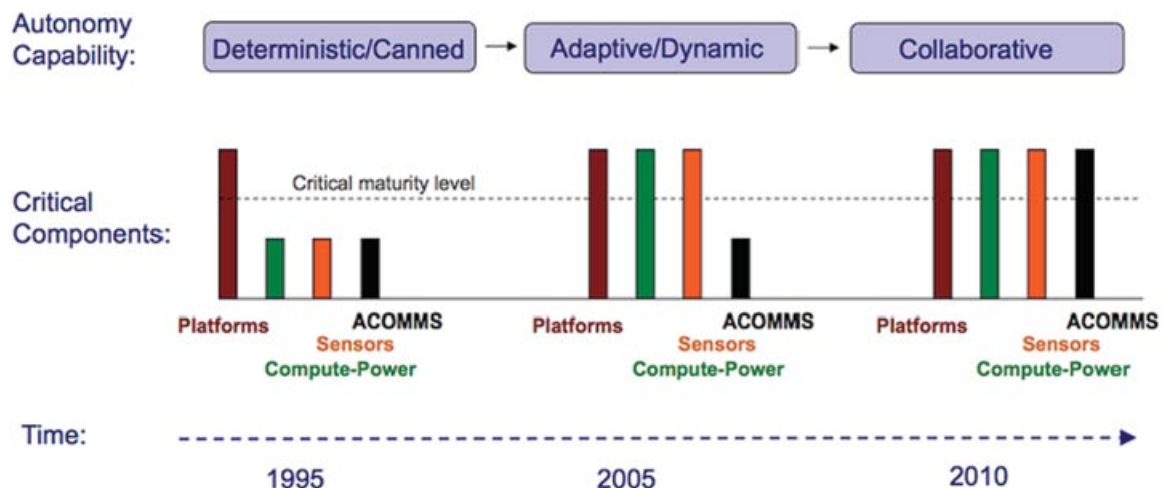 Autonomy
Capability:
Deterministic/Canned
Adaptive/Dynamic
Collaborative
Critical maturity level
Critical
Components:
Platforms
ACOMMS
Sensors
Compute-Power
Platforms
ACOMMS
Sensors
Compute-Power
Platforms
ACOMMS
Sensors
Compute-Power
Time:
1995
2005
2010